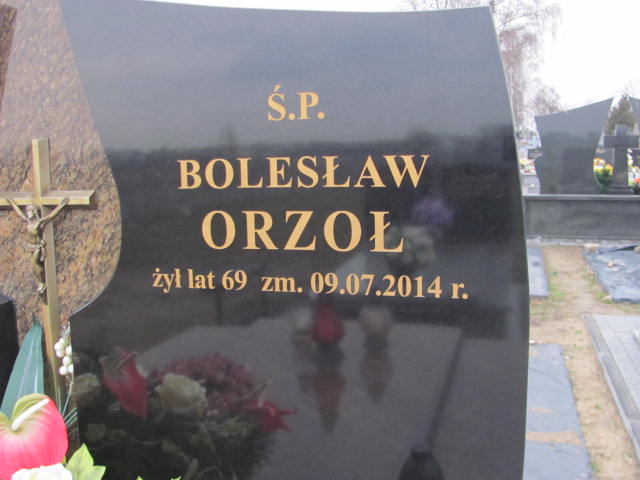 Ś.P.
BOLESŁAW
ORZOŁ
żył lat 69 zm. 09.07.2014 r.